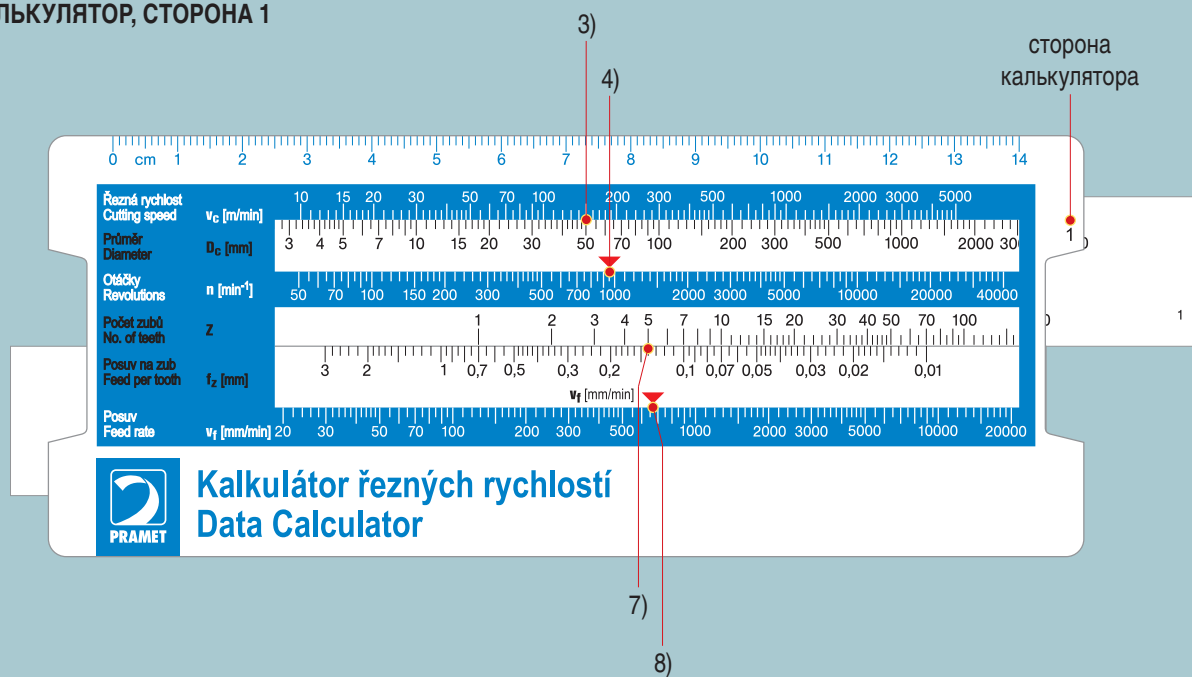 ЛЬКУЛЯТОР, СТОРОНА 1
3)
4)
сторона
калькулятора
0 cm 1 2 3 4 5 6 7 8 9 10 11 12 13 14
Řezná rychlost
Cutting speed vc [m/min] 10 15 20 30 50 70 100 200 300 500 1000 2000 3000 5000
1
Průměr
Diameter Dc [mm] 3 4 5 7 10 15 20 30 50 70 100 200 300 500 1000 2000
Otáčky
Revolutions n [min-1] 50 70 100 150 200 300 500 700 1000 2000 3000 5000 10000 20000 40000
1
Počet zubů
No. of teeth Z 1 2 3 4 5 7 10 15 20 30 40 50 70 100
Posuv na zub
Feed per tooth fz [mm] 3 2 1 0,7 0,5 0,3 0,2 0,1 0,07 0,05 0,03 0,02 0,01
vf [mm/min]
Posuv
Feed rate vf [mm/min] 20 30 50 70 100 200 300 500 1000 2000 3000 5000 10000 20000
PRAMET
Kalkulátor řezných rychlostí
Data Calculator
7)
8)